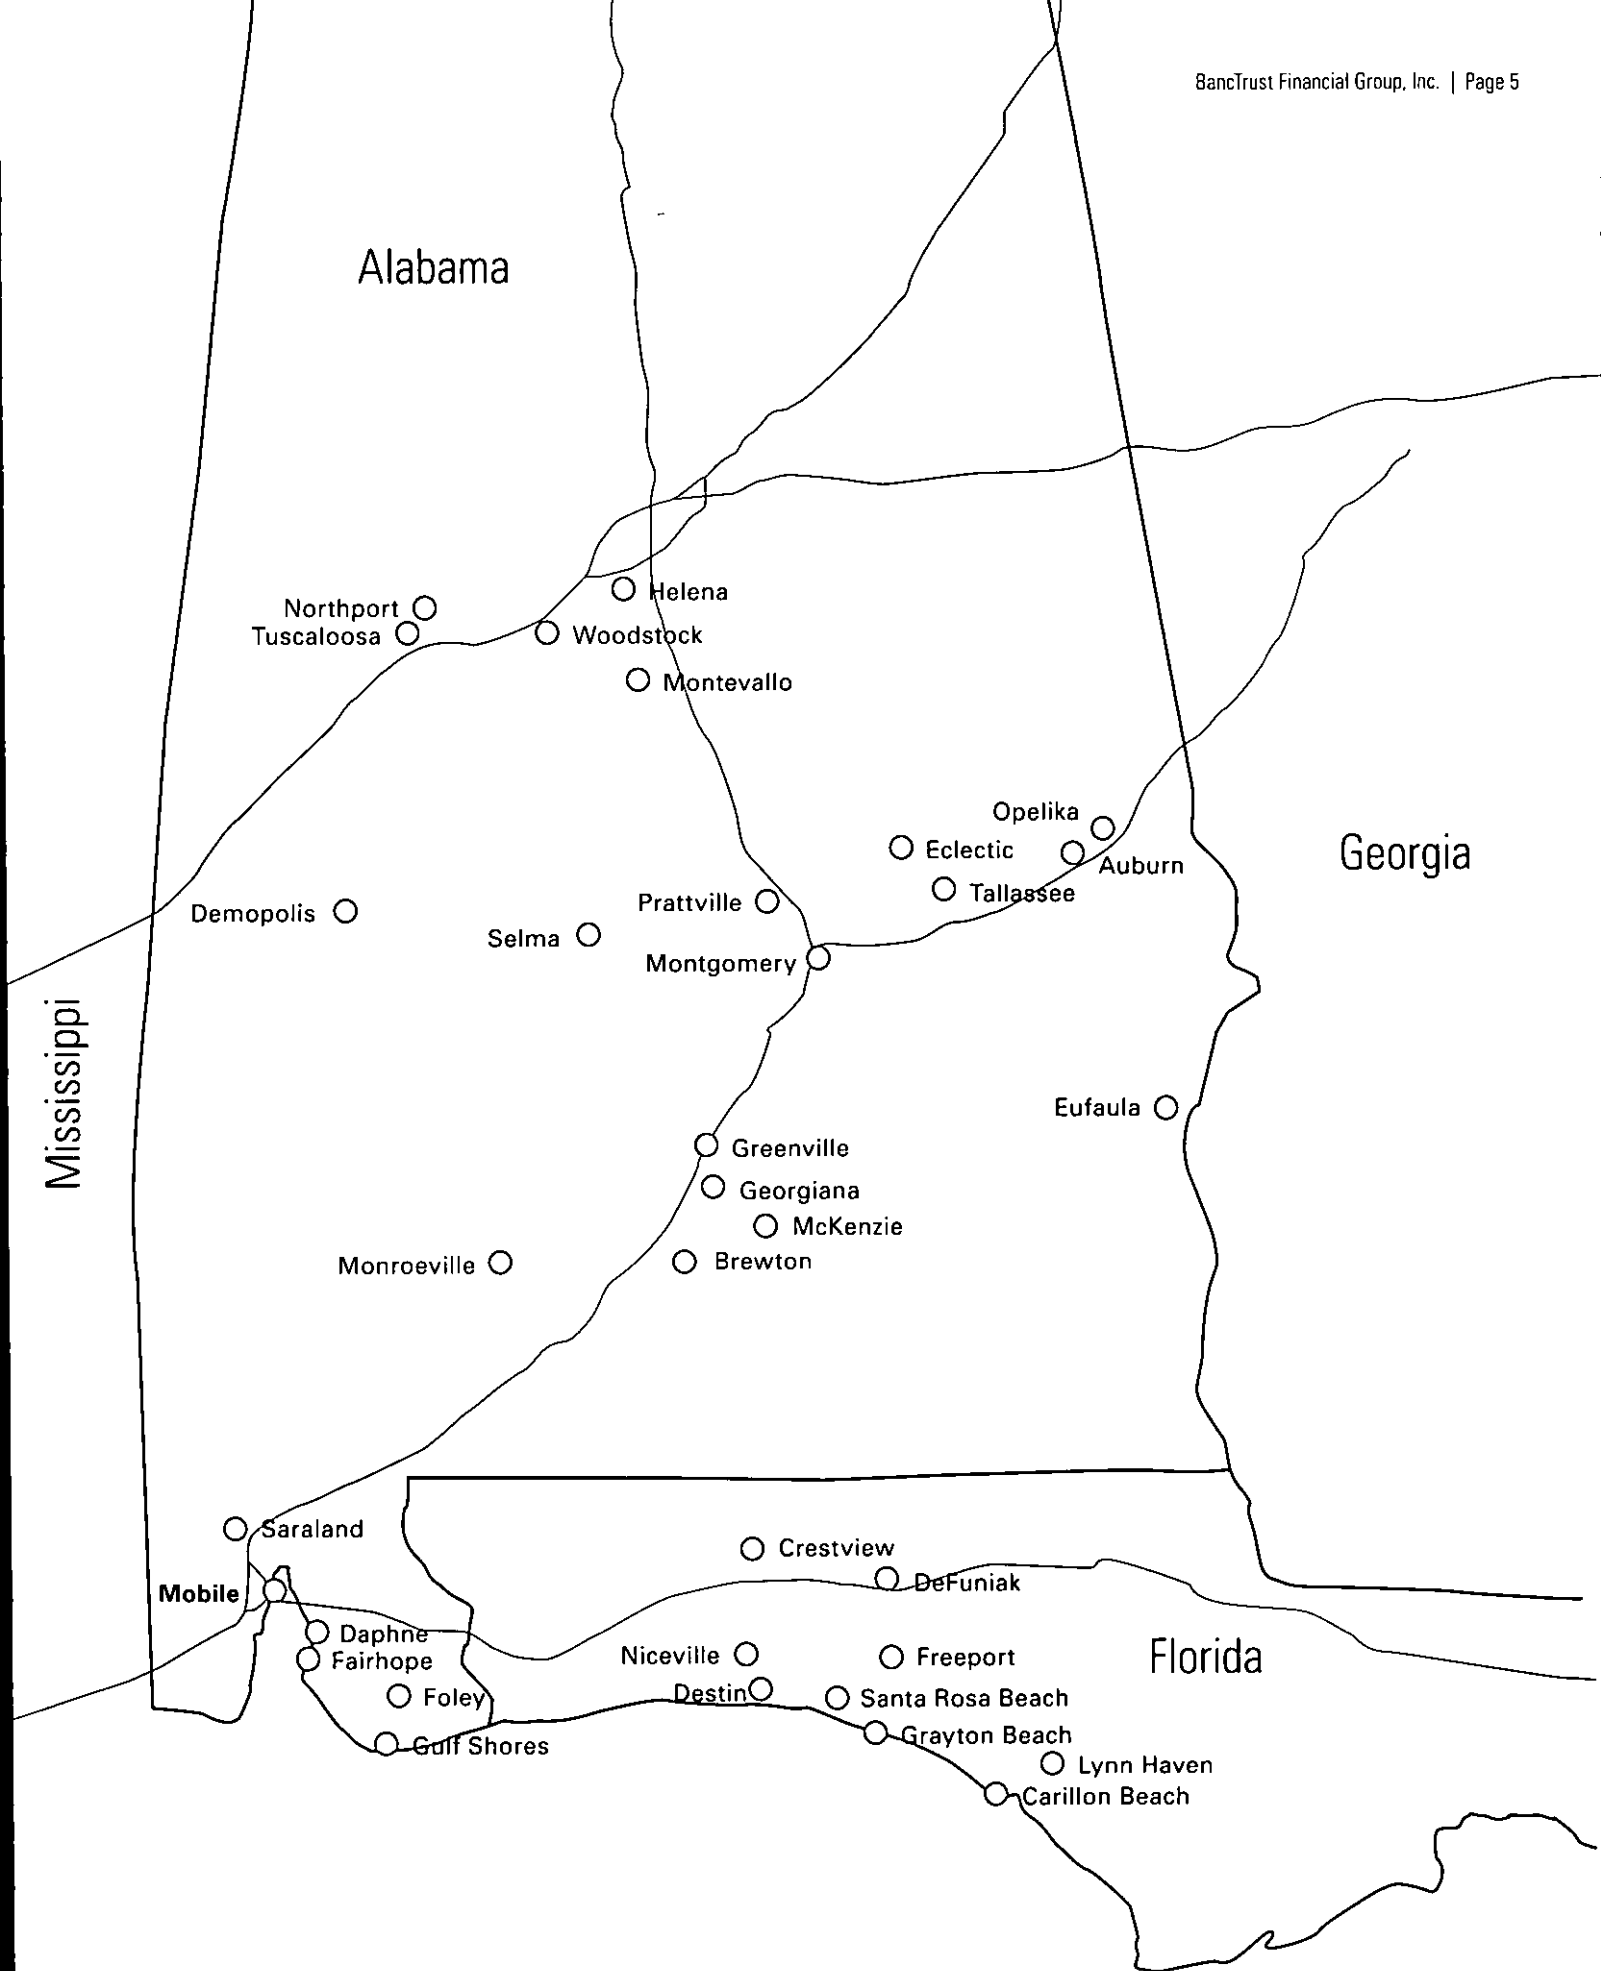 BancTrust Financial Group, Inc. | Page 5
Alabama
Helena
Northport
Tuscaloosa
Woodstock
Montevallo
Opelika
Eclectic
Auburn
Georgia
Tallassee
Prattville
Demopolis
Selma
Montgomery
Mississippi
Eufaula
Greenville
Georgiana
McKenzie
Monroeville
Brewton
Saraland
Crestview
DeFuniak
Mobile
Daphne
Fairhope
Niceville
Freeport
Florida
Foley
Destin
Santa Rosa Beach
Grayton Beach
Gulf Shores
Lynn Haven
Carillon Beach